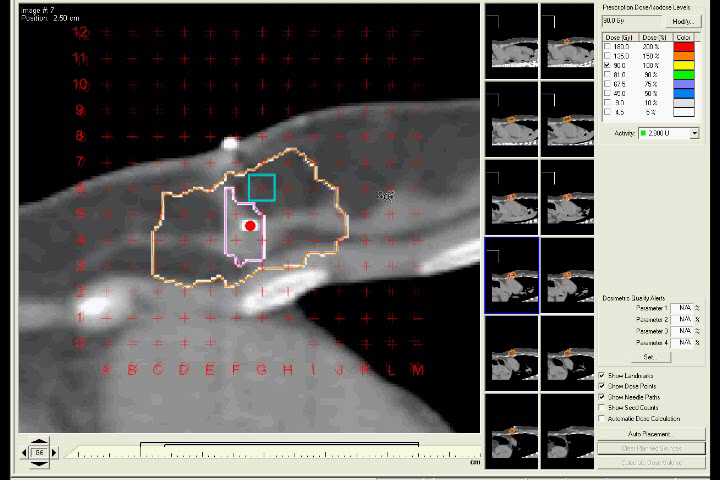 Image #: 7
Position: 2.50 cm
12
11
10
9
8
7
6
5
4
3
2
1
0
A B C D E F G H I J K L M
G6
cm
Prescription Dose/Isodose Levels
90.0 Gy
Modify...
Dose (Gy) Dose (%) Color
180.0 200 %
135.0 150 %
90.0 100 %
81.0 90 %
67.5 75 %
45.0 50 %
9.0 10 %
4.5 5 %
Activity: 2.000 U
Dosimetric Quality Alerts
Parameter 1 N/A %
Parameter 2 N/A %
Parameter 3 N/A %
Parameter 4 N/A %
Set...
Show Landmarks
Show Dose Points
Show Needle Paths
Show Seed Counts
Automatic Dose Calculation
Auto Placement...
Clear Planned Sources
Calculate Dose Volume